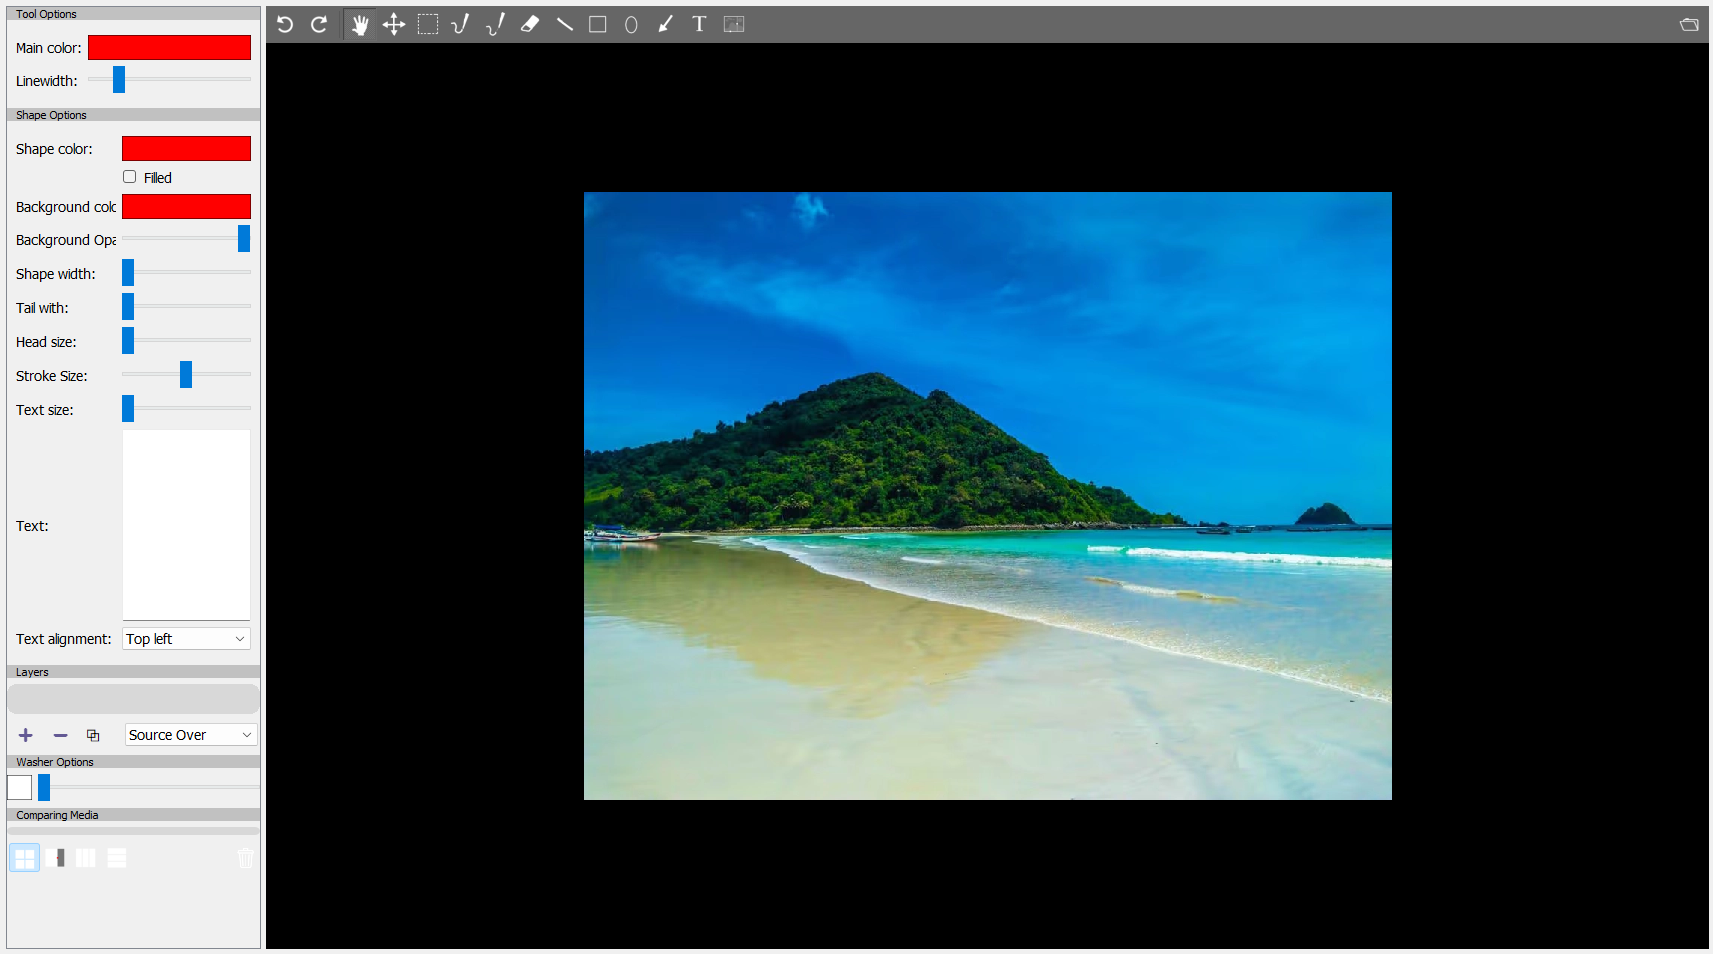 Tool Options
Main color:
Linewidth:
Shape Options
Shape color:
Filled
Background colo
Background Opa
Shape width:
Tail with:
Head size:
Stroke Size:
Text size:
Text:
Text alignment: Top left
Layers
Source Over
Washer Options
Comparing Media
T